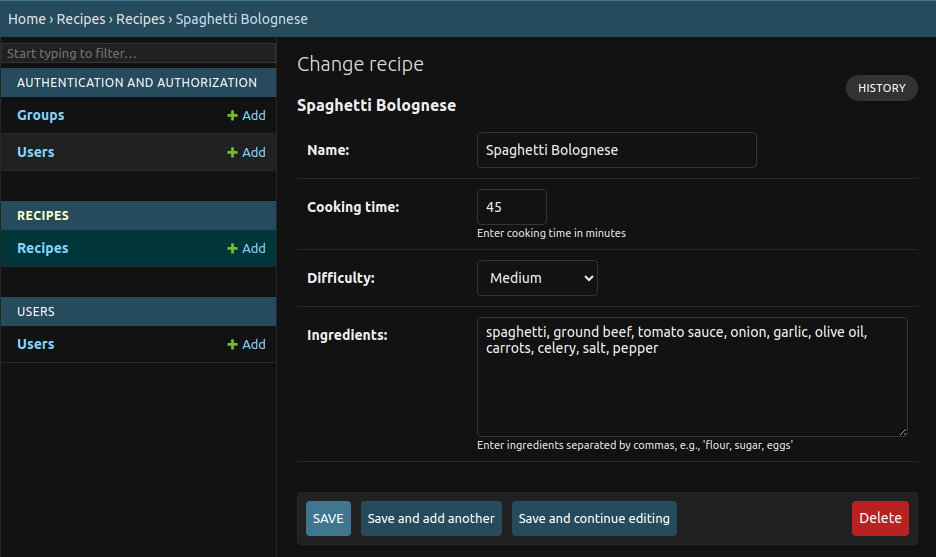 Home › Recipes › Recipes › Spaghetti Bolognese
Start typing to filter…
AUTHENTICATION AND AUTHORIZATION
Groups
+ Add
Users
+ Add
RECIPES
Recipes
+ Add
USERS
Users
+ Add
Change recipe
HISTORY
Spaghetti Bolognese
Name:
Spaghetti Bolognese
Cooking time:
45
Enter cooking time in minutes
Difficulty:
Medium
Ingredients:
spaghetti, ground beef, tomato sauce, onion, garlic, olive oil,
carrots, celery, salt, pepper
Enter ingredients separated by commas, e.g., 'flour, sugar, eggs'
SAVE
Save and add another
Save and continue editing
Delete